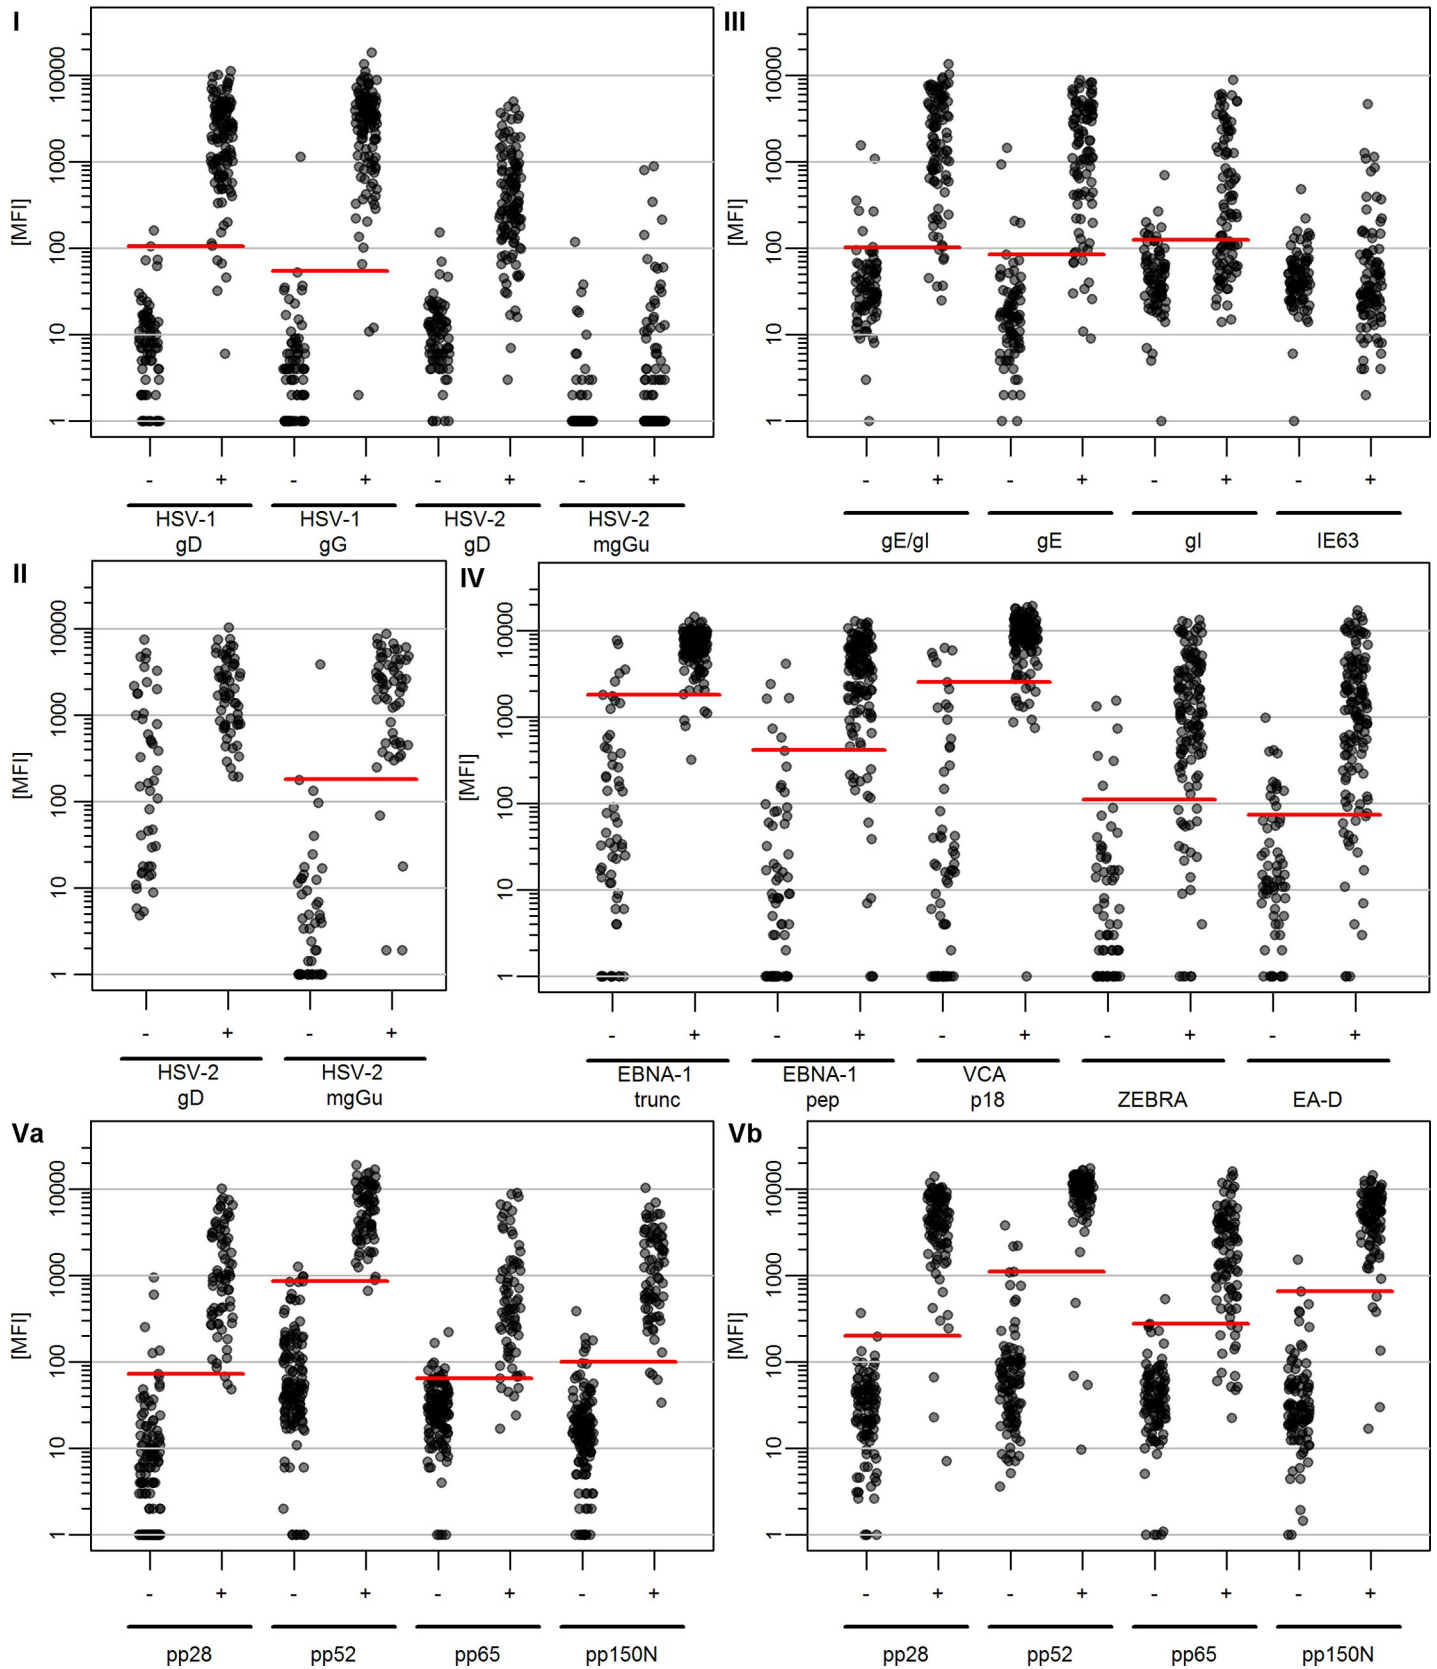 I
[MFI]
10000
1000
100
10
1
- + - + - + - +
HSV-1 HSV-1 HSV-2 HSV-2
gD gG gD mgGu
III
[MFI]
10000
1000
100
10
1
- + - + - + - +
gE/gI gE gI IE63
II
[MFI]
10000
1000
100
10
1
- + - +
HSV-2 HSV-2
gD mgGu
IV
[MFI]
10000
1000
100
10
1
- + - + - + - + - +
EBNA-1 EBNA-1 VCA
trunc pep p18 ZEBRA EA-D
Va
[MFI]
10000
1000
100
10
1
- + - + - + - +
pp28 pp52 pp65 pp150N
Vb
[MFI]
10000
1000
100
10
1
- + - + - + - +
pp28 pp52 pp65 pp150N